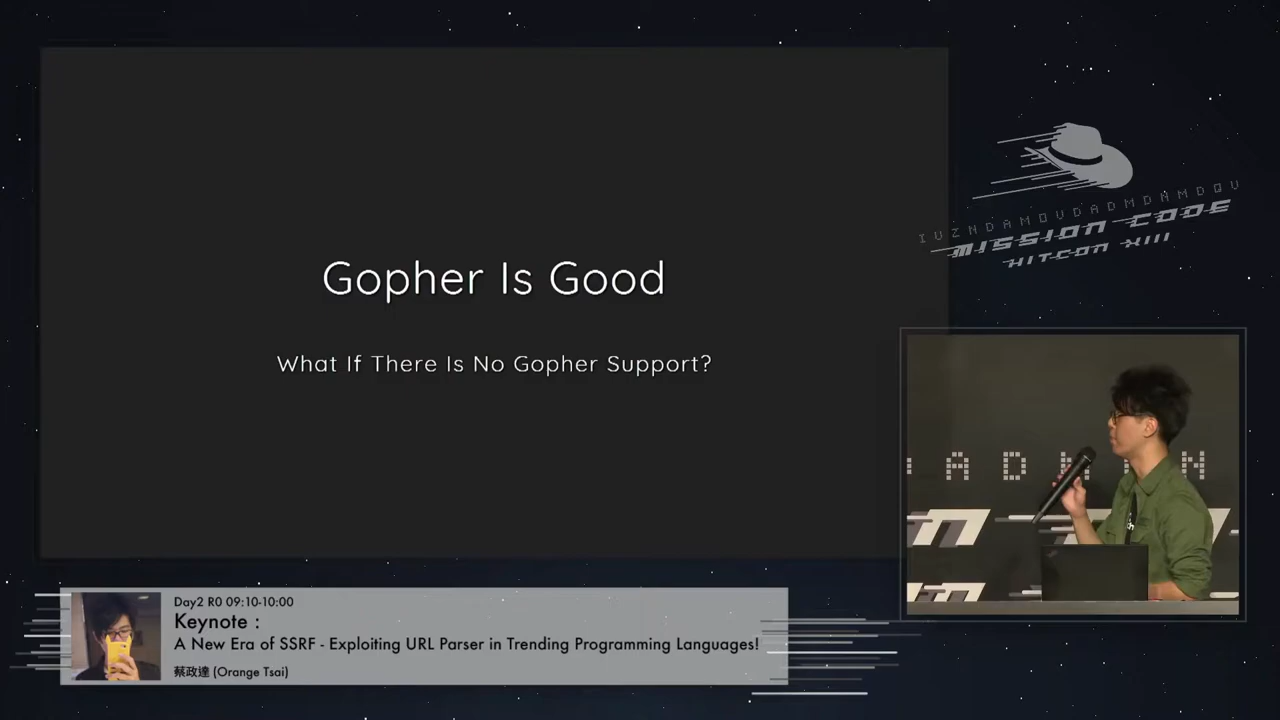 Gopher Is Good
What If There Is No Gopher Support?
IVZNDAMOVDADMDNMDQV
MISSION CODE
HITCON XIII
A D M N
Day2 R0 09:10-10:00
Keynote :
A New Era of SSRF - Exploiting URL Parser in Trending Programming Languages!
蔡政達 (Orange Tsai)